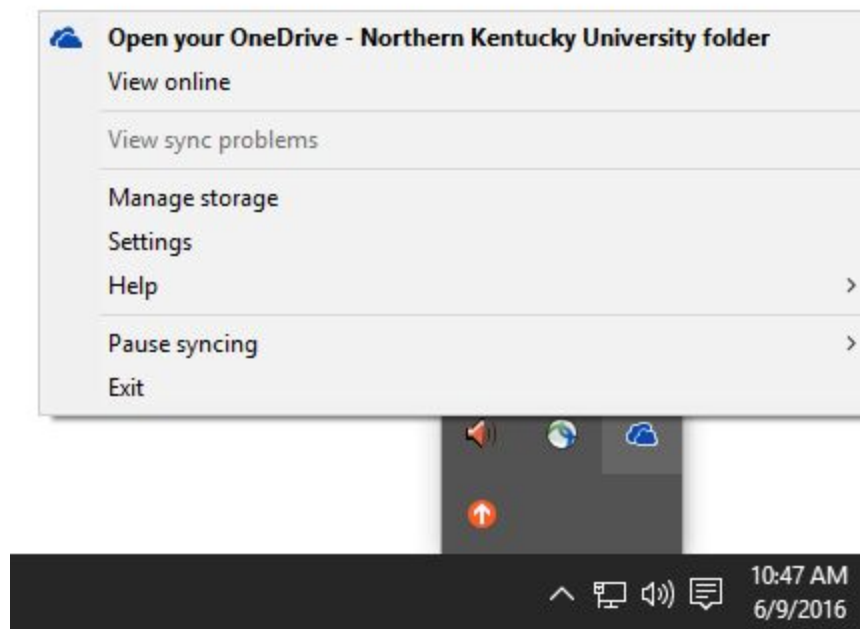 Open your OneDrive - Northern Kentucky University folder
View online
View sync problems
Manage storage
Settings
Help
Pause syncing
Exit
10:47 AM
6/9/2016